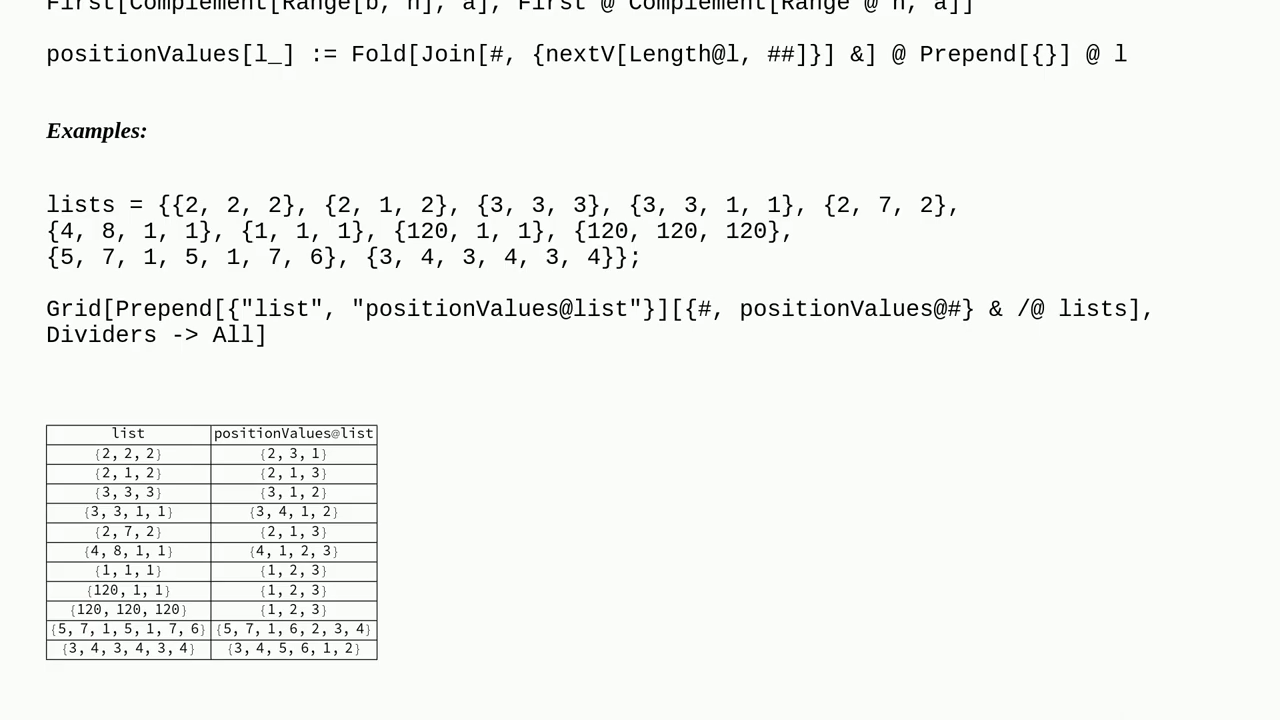 First[Complement[Range[b, n], a], First @ Complement[Range @ n, a]]
positionValues[l_] := Fold[Join[#, {nextV[Length@l, ##]}] &] @ Prepend[{}] @ l
Examples:
lists = {{2, 2, 2}, {2, 1, 2}, {3, 3, 3}, {3, 3, 1, 1}, {2, 7, 2},
{4, 8, 1, 1}, {1, 1, 1}, {120, 1, 1}, {120, 120, 120},
{5, 7, 1, 5, 1, 7, 6}, {3, 4, 3, 4, 3, 4}};
Grid[Prepend[{"list", "positionValues@list"}][{#, positionValues@#} & /@ lists],
Dividers -> All]
list positionValues@list
{2, 2, 2} {2, 3, 1}
{2, 1, 2} {2, 1, 3}
{3, 3, 3} {3, 1, 2}
{3, 3, 1, 1} {3, 4, 1, 2}
{2, 7, 2} {2, 1, 3}
{4, 8, 1, 1} {4, 1, 2, 3}
{1, 1, 1} {1, 2, 3}
{120, 1, 1} {1, 2, 3}
{120, 120, 120} {1, 2, 3}
{5, 7, 1, 5, 1, 7, 6} {5, 7, 1, 6, 2, 3, 4}
{3, 4, 3, 4, 3, 4} {3, 4, 5, 6, 1, 2}